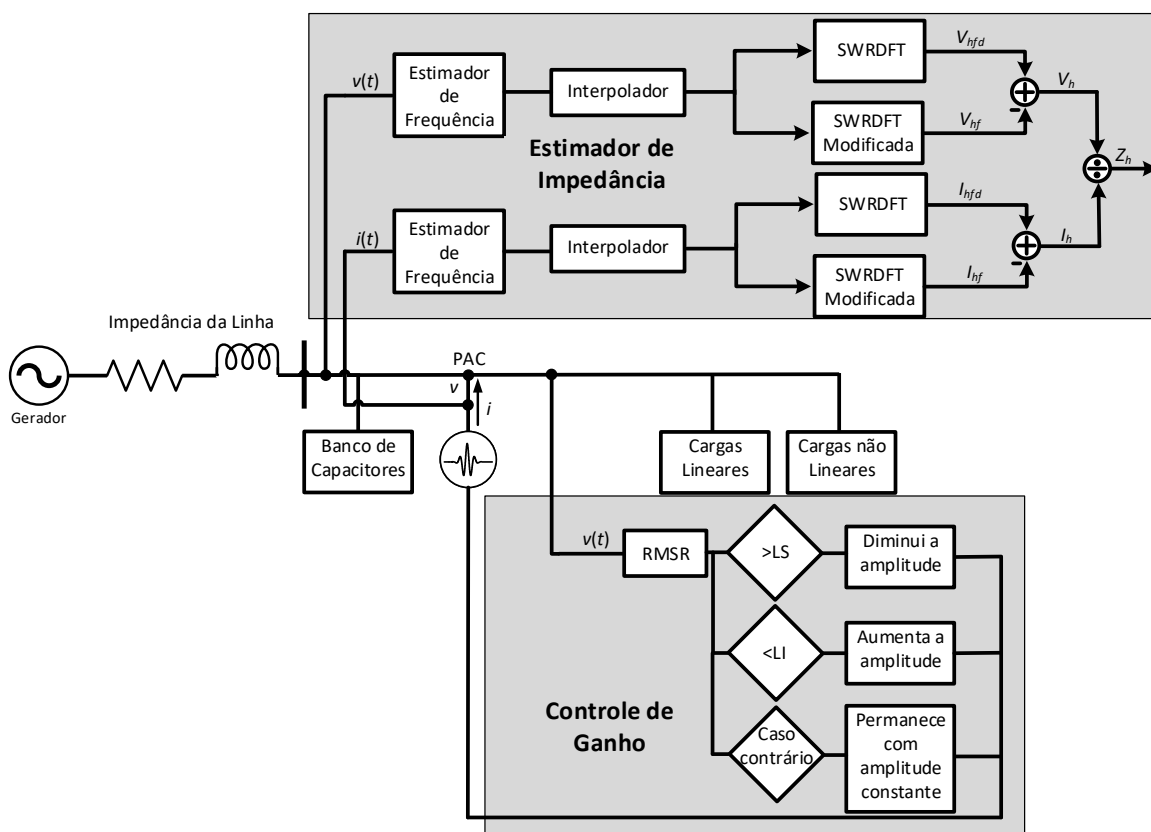 SWRDFT
V_hfd
v(t)
Estimador
de
Frequência
Interpolador
V_h
SWRDFT
Modificada
V_hf
Estimador de
Impedância
Z_h
SWRDFT
I_hfd
i(t)
Estimador
de
Frequência
Interpolador
I_h
SWRDFT
Modificada
I_hf
Impedância da Linha
Gerador
PAC
v
i
Banco de
Capacitores
Cargas
Lineares
Cargas não
Lineares
v(t)
RMSR
>LS
Diminui a
amplitude
<LI
Aumenta a
amplitude
Controle de
Ganho
Caso
contrário
Permanece
com
amplitude
constante